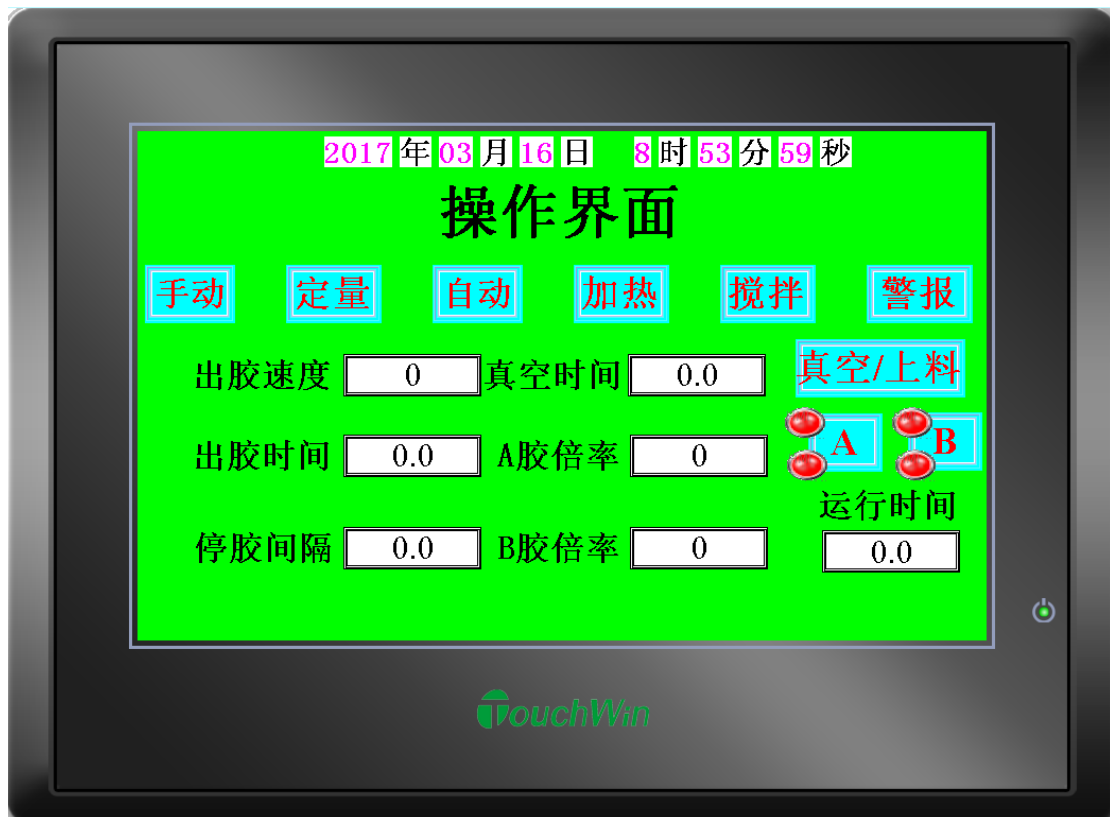 2017年03月16日 8时53分59秒
操作界面
手动 定量 自动 加热 搅拌 警报
出胶速度 0 真空时间 0.0 真空/上料
出胶时间 0.0 A胶倍率 0 A B
运行时间
停胶间隔 0.0 B胶倍率 0 0.0
TouchWin